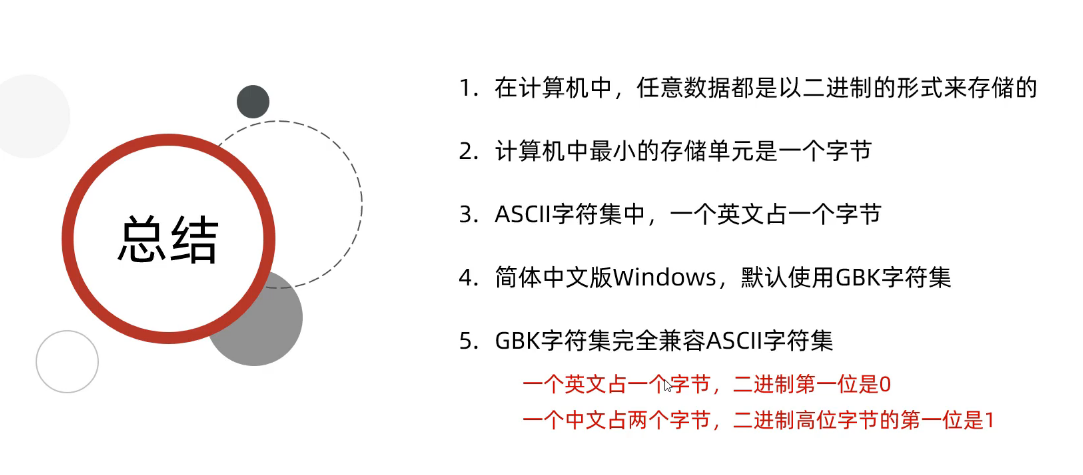 总结
1. 在计算机中，任意数据都是以二进制的形式来存储的
2. 计算机中最小的存储单元是一个字节
3. ASCII字符集中，一个英文占一个字节
4. 简体中文版Windows，默认使用GBK字符集
5. GBK字符集完全兼容ASCII字符集
一个英文占一个字节，二进制第一位是0
一个中文占两个字节，二进制高位字节的第一位是1